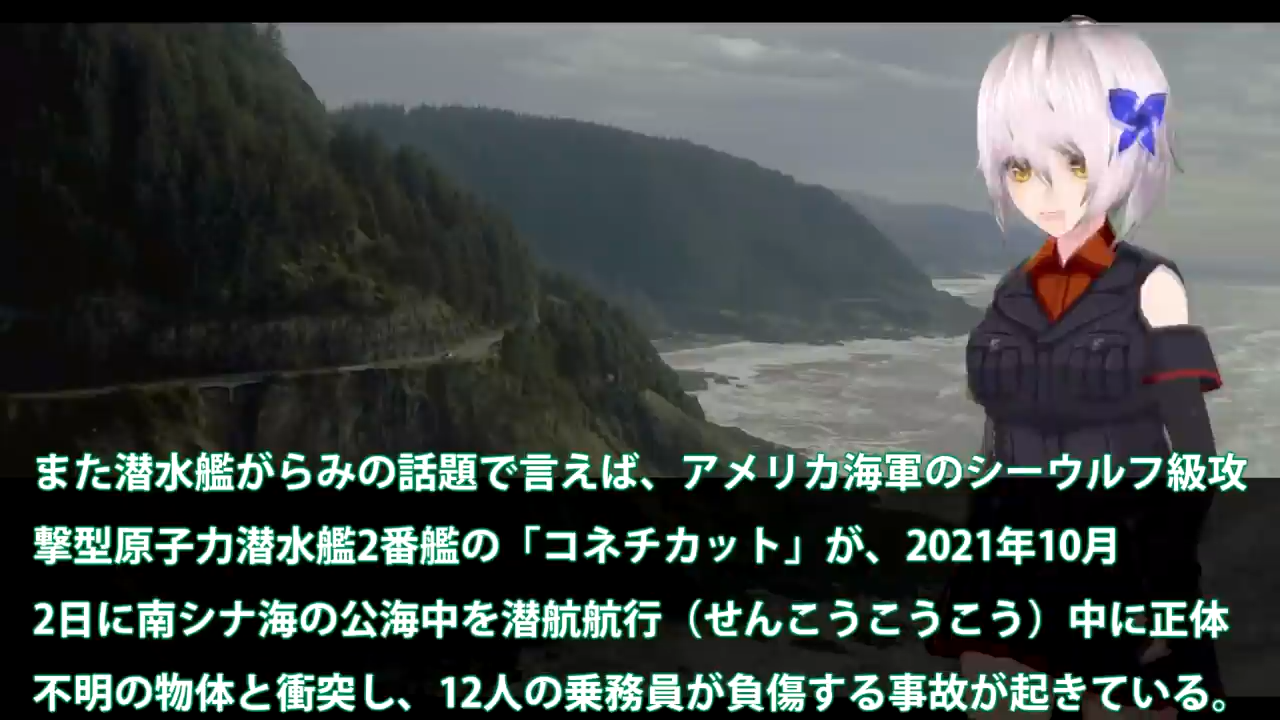 また潜水艦がらみの話題で言えば、アメリカ海軍のシーウルフ級攻
撃型原子力潜水艦2番艦の「コネチカット」が、2021年10月
2日に南シナ海の公海中を潜航航行（せんこうこうこう）中に正体
不明の物体と衝突し、12人の乗務員が負傷する事故が起きている。